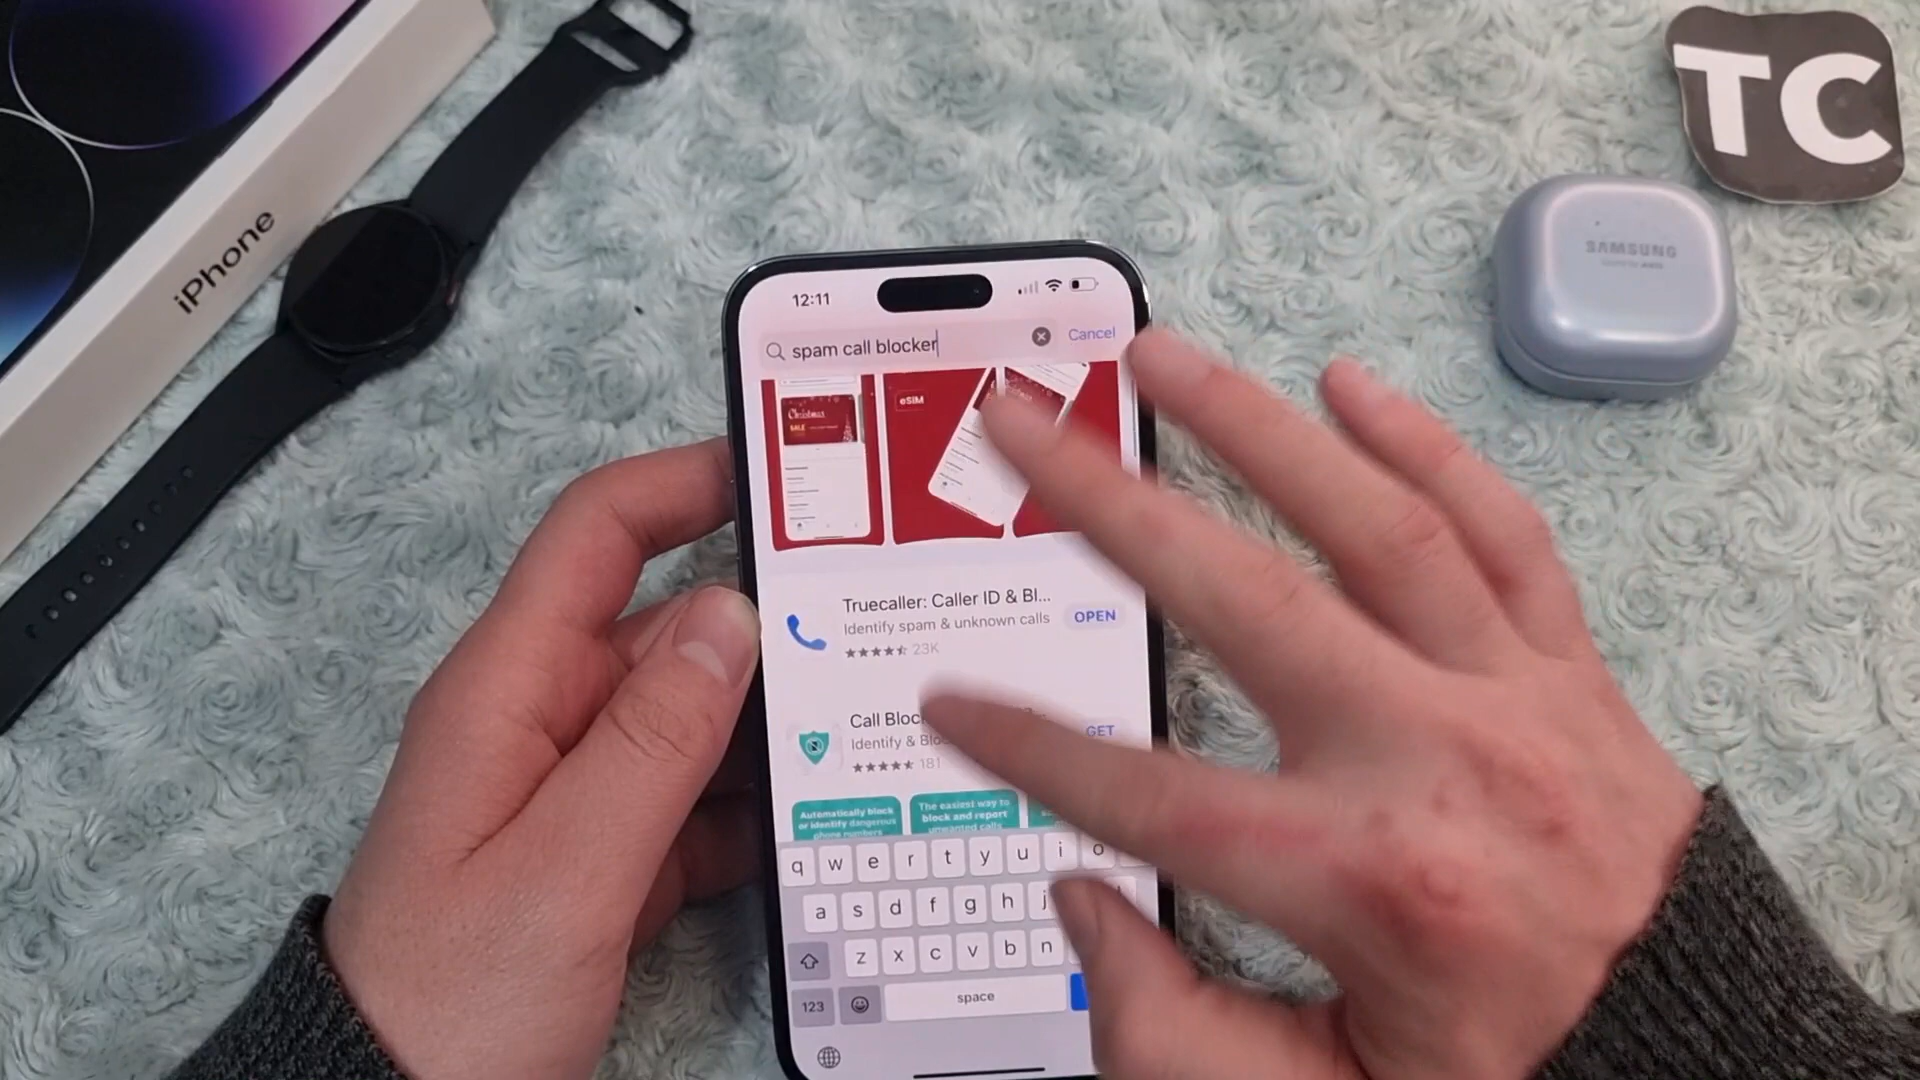 iPhone
TC
SAMSUNG
12:11
spam call blocker
Cancel
Christmas
SALE
eSIM
Truecaller: Caller ID & Bl...
Identify spam & unknown calls
OPEN
23K
Call Bloc
GET
Identify & Bloc
181
Automatically block
or identify dangerous
phone numbers
The easiest way to
block and report
unwanted calls
q w e r t y u i o
a s d f g h j
z x c v b n
123
space